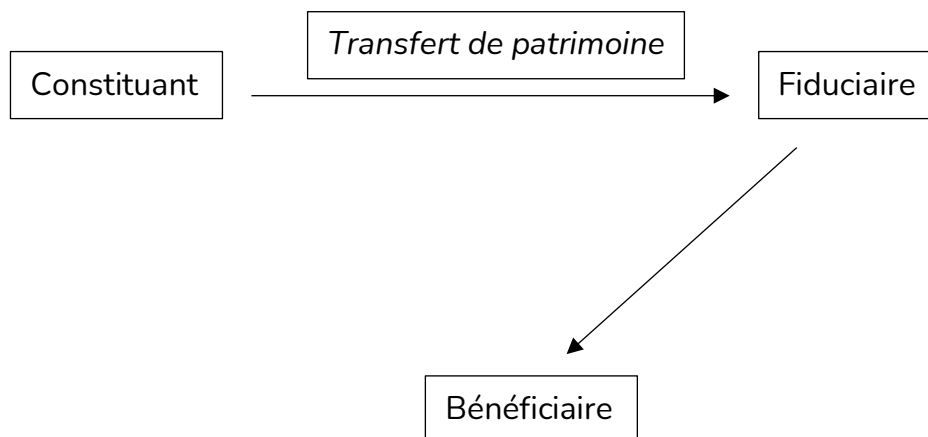 Transfert de patrimoine
Constituant
Fiduciaire
Bénéficiaire